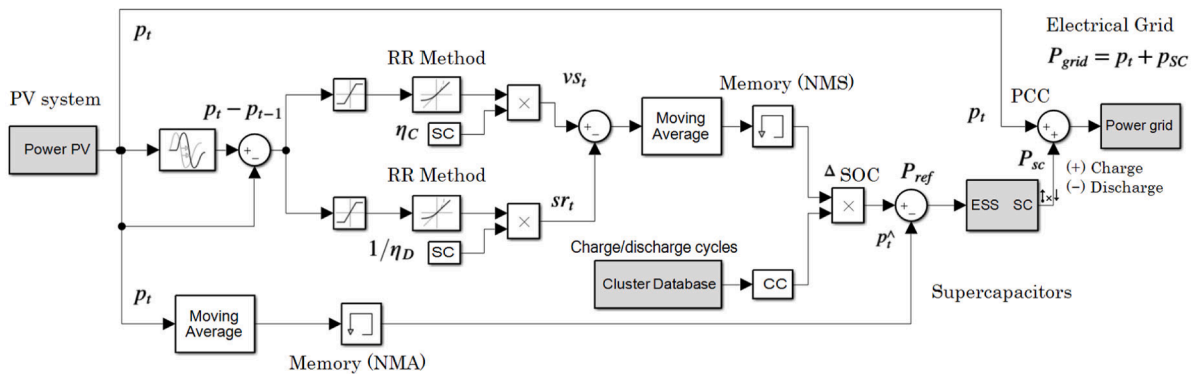 Electrical Grid
P_grid = p_t + p_SC
p_t
RR Method
vs_t
Memory (NMS)
PV system
p_t − p_{t−1}
Moving
Average
p_t
PCC
Power PV
η_C
SC
×
+
−
+
−
+
+
Power grid
RR Method
Δ SOC
P_ref
P_sc
(+) Charge
(−) Discharge
sr_t
×
×
+
−
ESS SC
×
1/η_D
SC
p_t^
Charge/discharge cycles
Cluster Database
CC
Supercapacitors
p_t
Moving
Average
Memory (NMA)